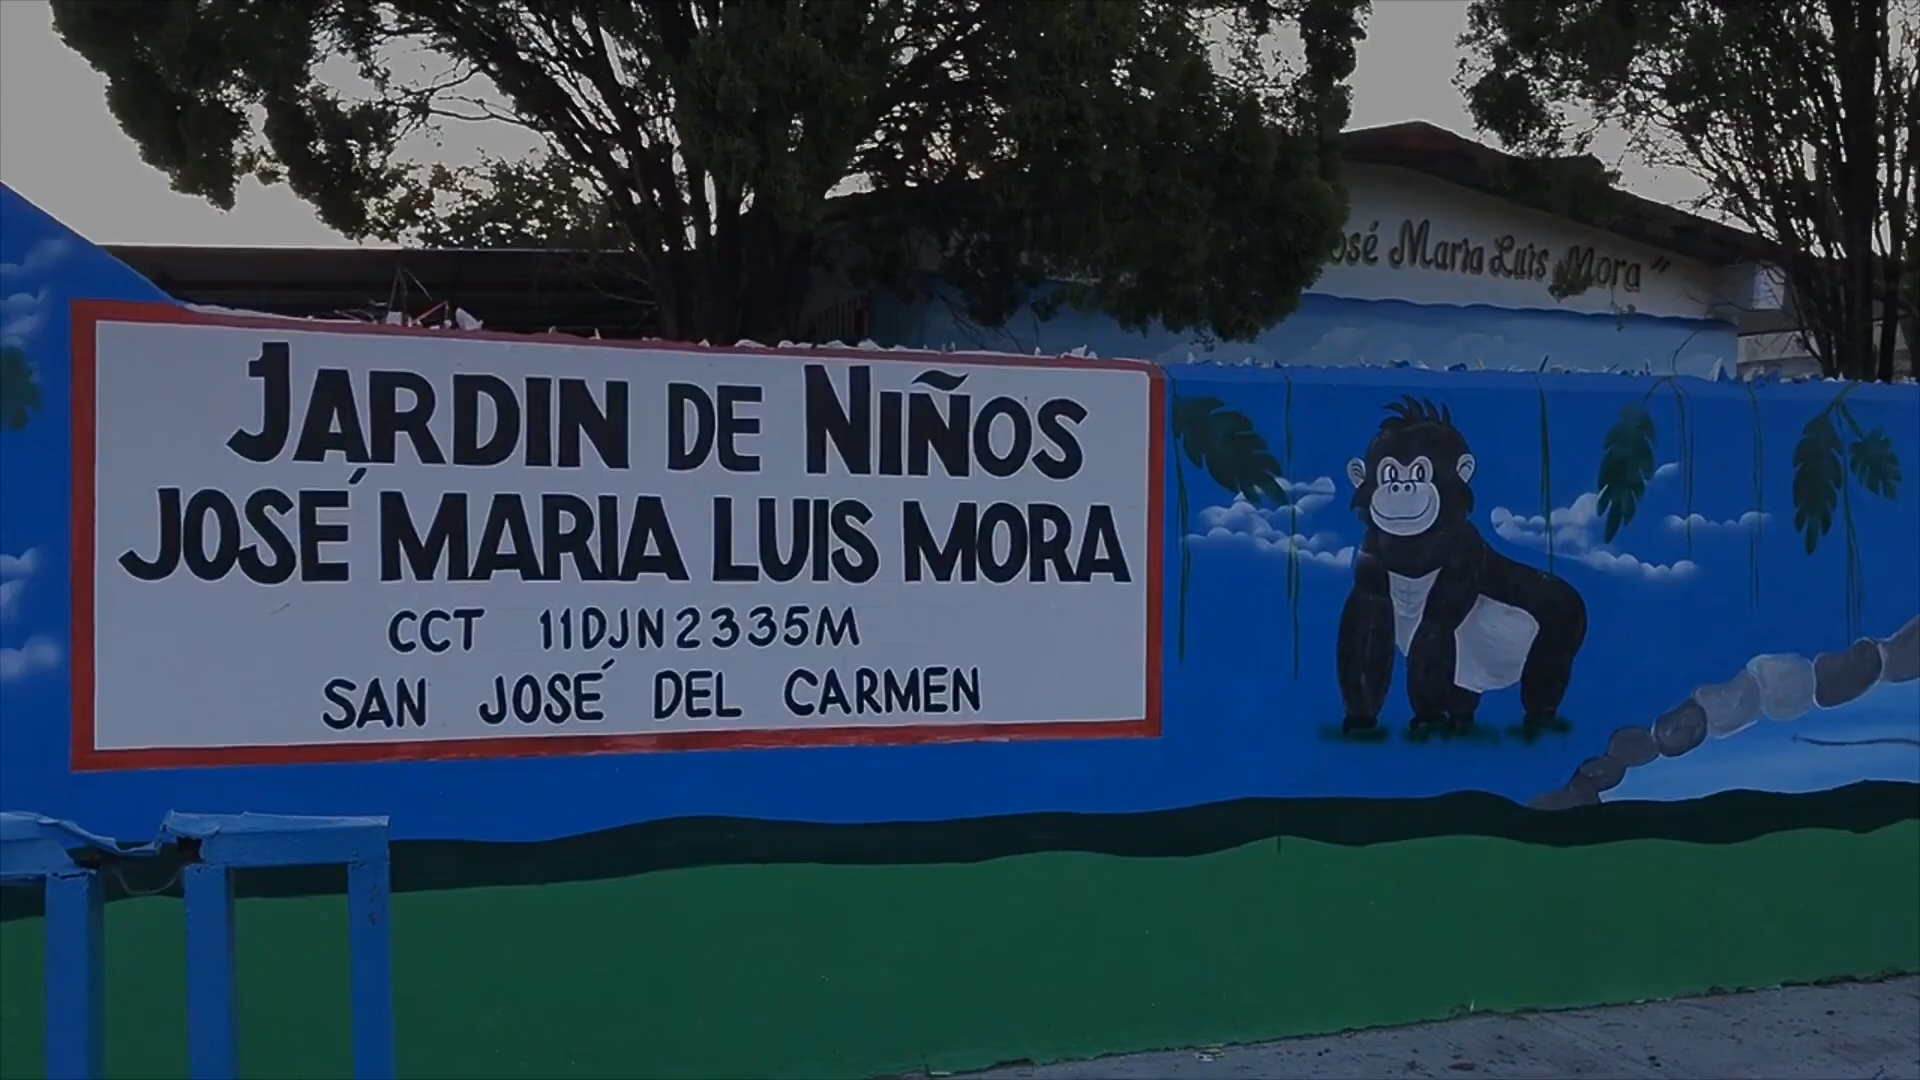 JARDIN DE NIÑOS
JOSÉ MARIA LUIS MORA
CCT 11DJN2335M
SAN JOSÉ DEL CARMEN
osé Maria Luis Mora"